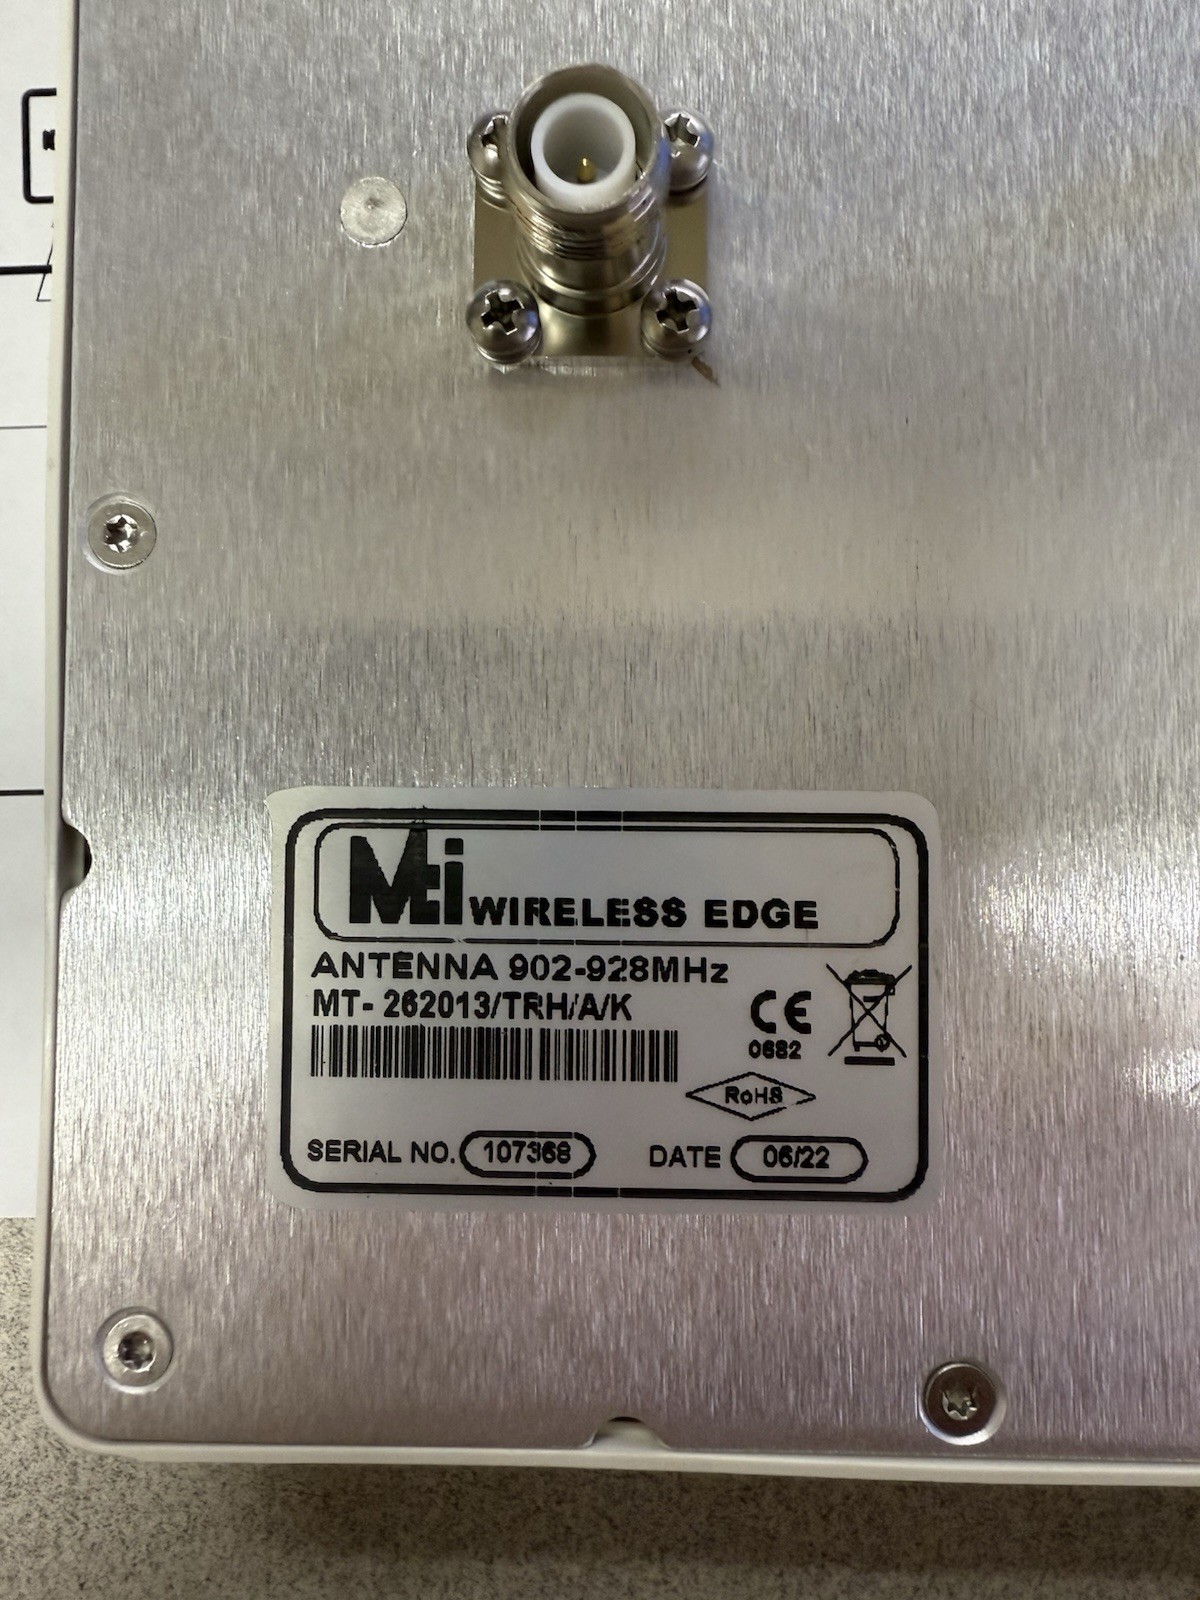 Mti WIRELESS EDGE
ANTENNA 902-928MHz
MT- 262013/TRH/A/K
CE
0682
RoHS
SERIAL NO. 107368 DATE 06/22